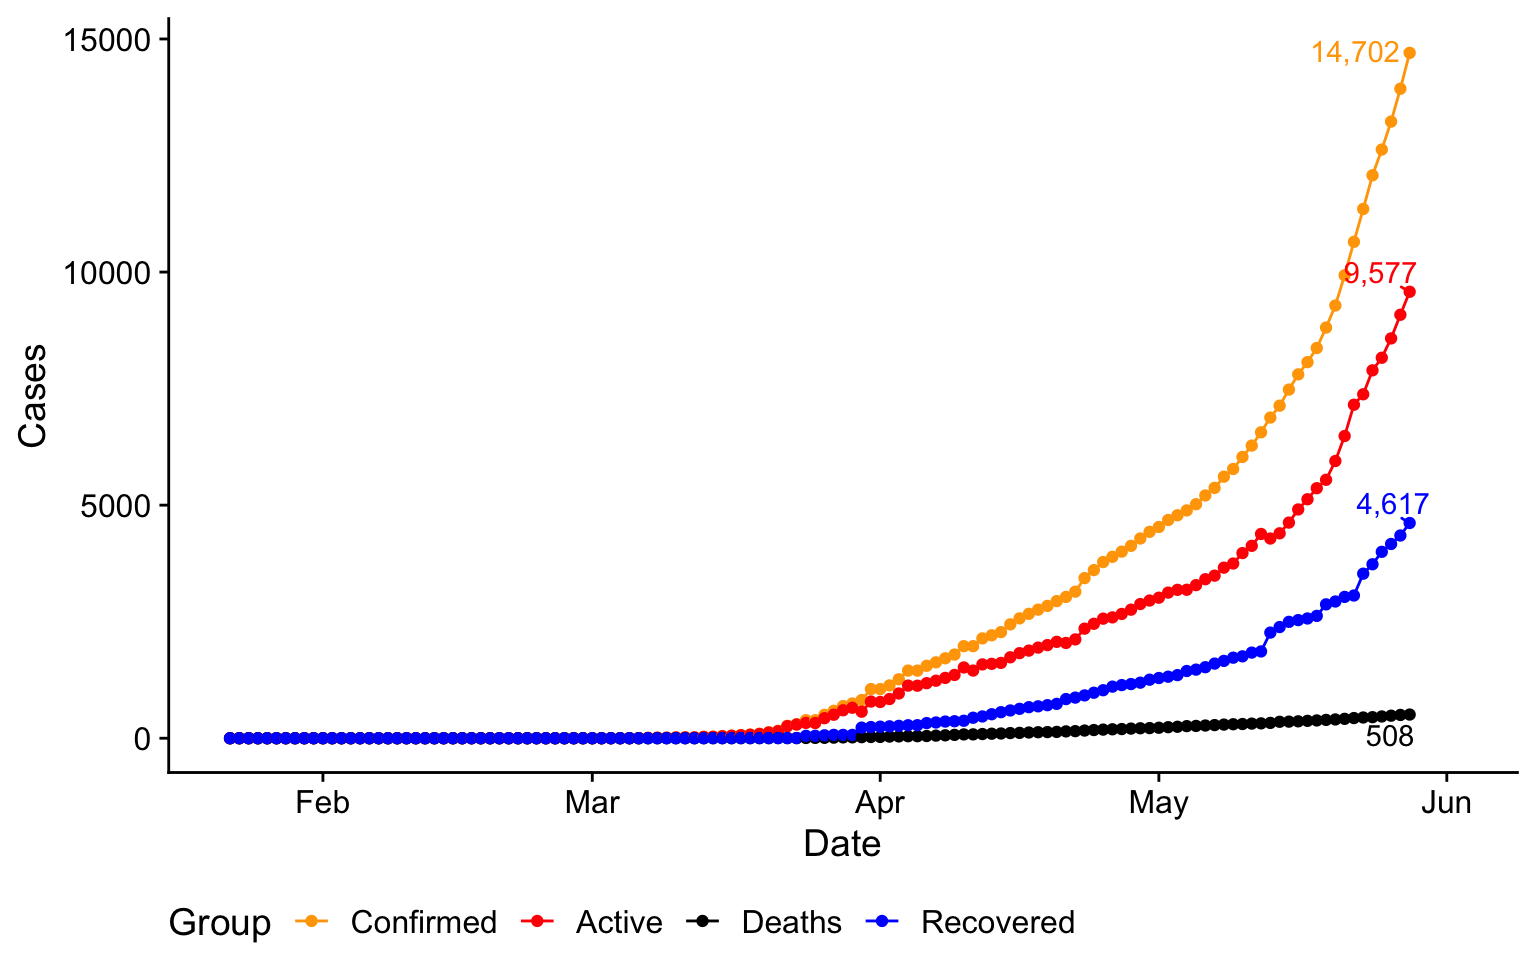 15000
14,702
10000
9,577
Cases
5000
4,617
0
508
Feb Mar Apr May Jun
Date
Group Confirmed Active Deaths Recovered